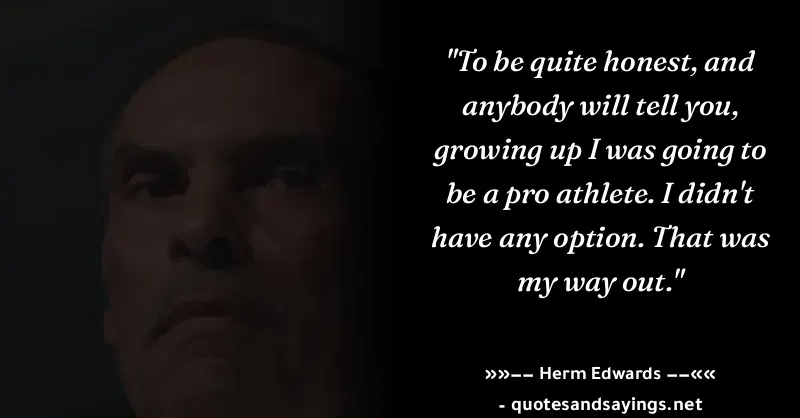 "To be quite honest, and
anybody will tell you,
growing up I was going to
be a pro athlete. I didn't
have any option. That was
my way out."
»»−− Herm Edwards −−««
- quotesandsayings.net